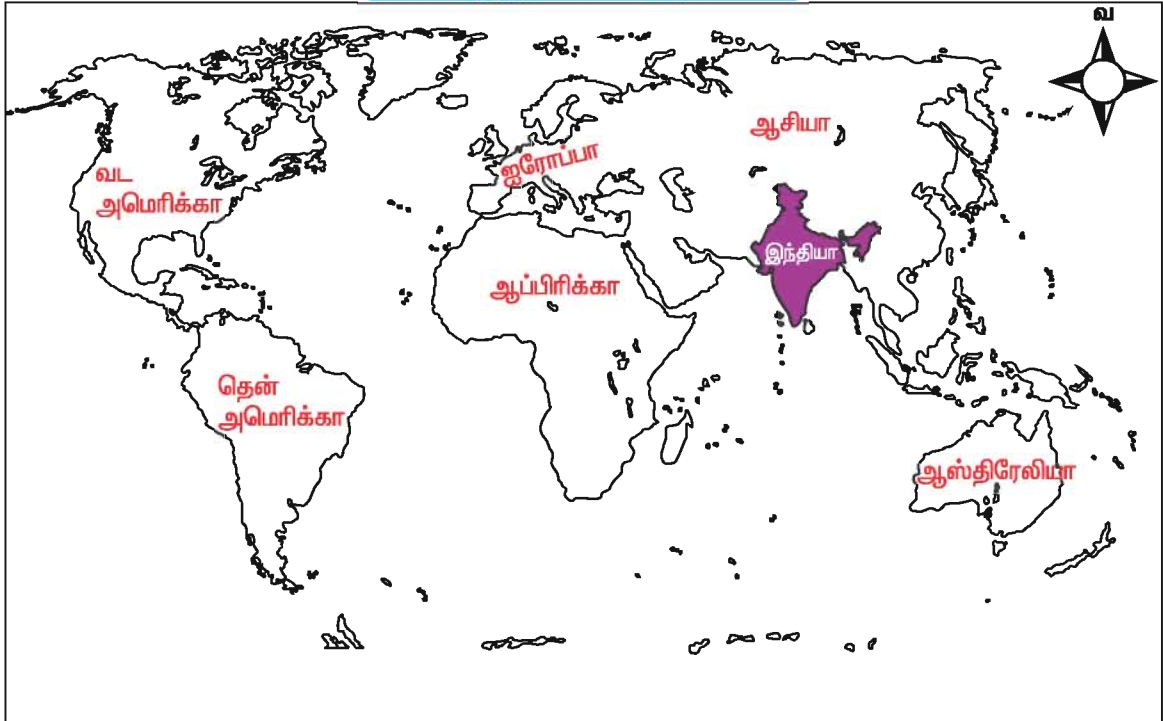 வ
ஆசியா
ஐரோப்பா
வட
அமெரிக்கா
இந்தியா
ஆப்பிரிக்கா
தென்
அமெரிக்கா
ஆஸ்திரேலியா